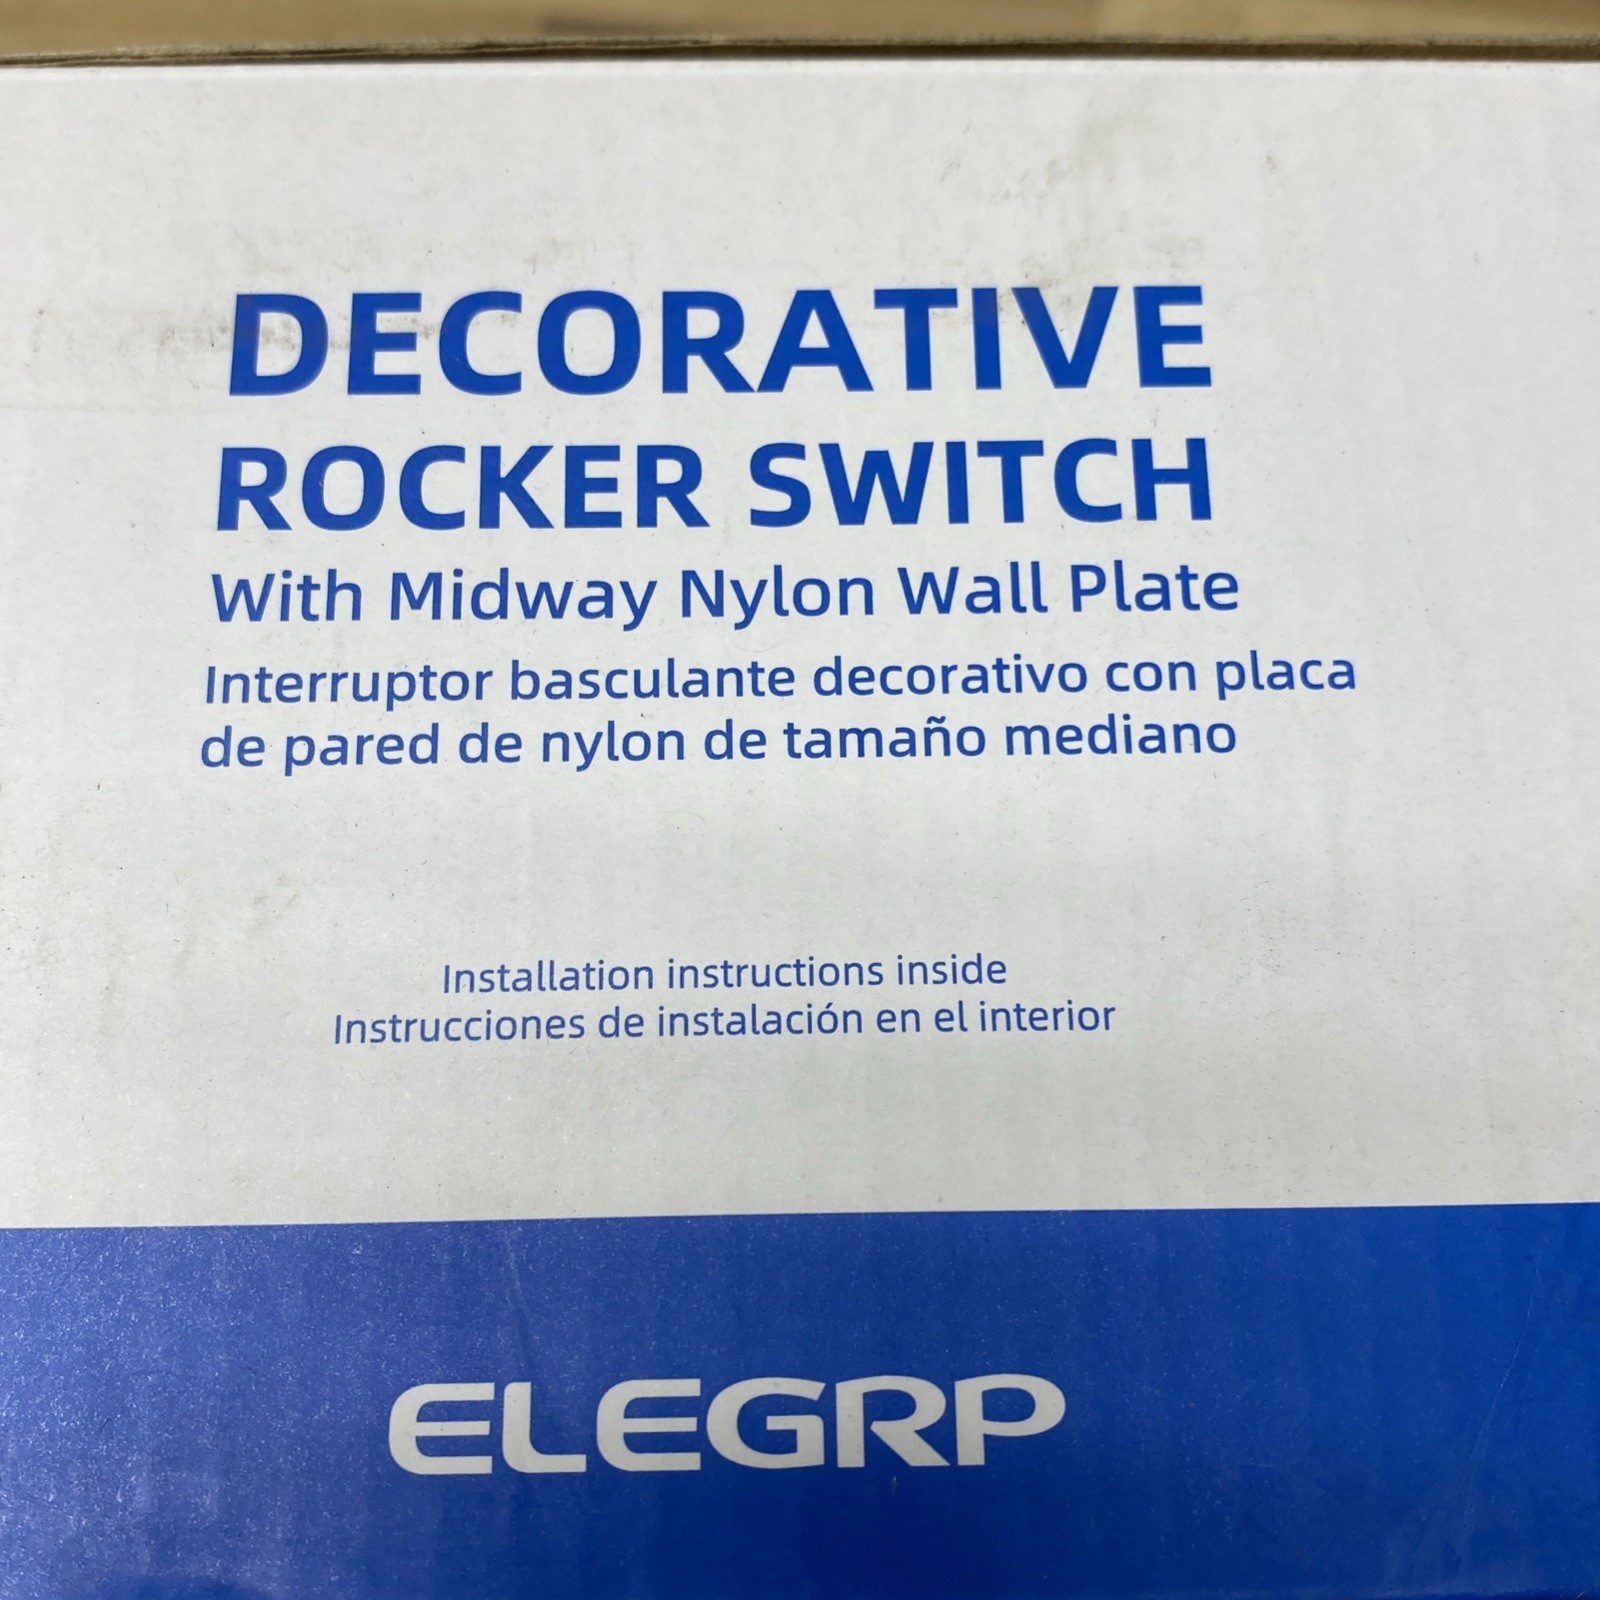 DECORATIVE
ROCKER SWITCH
With Midway Nylon Wall Plate
Interruptor basculante decorativo con placa
de pared de nylon de tamaño mediano
Installation instructions inside
Instrucciones de instalación en el interior
ELEGRP